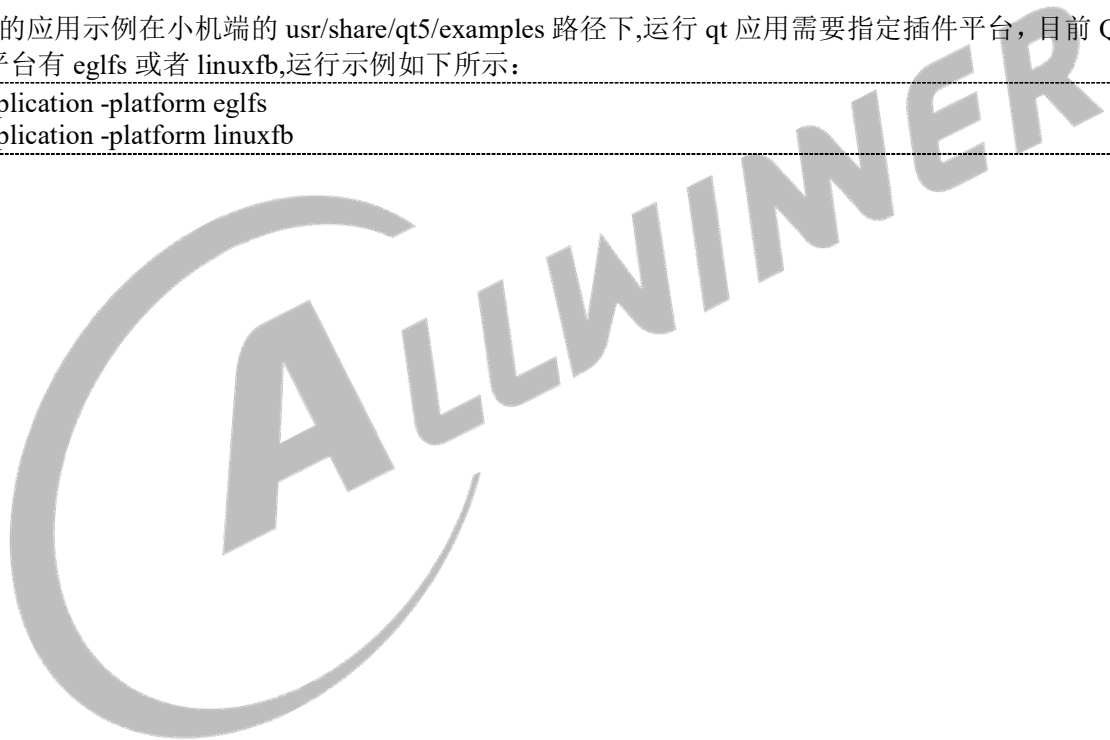 的应用示例在小机端的 usr/share/qt5/examples 路径下,运行 qt 应用需要指定插件平台，目前 Q
平台有 eglfs 或者 linuxfb,运行示例如下所示：
plication -platform eglfs
plication -platform linuxfb
ALLWINNER